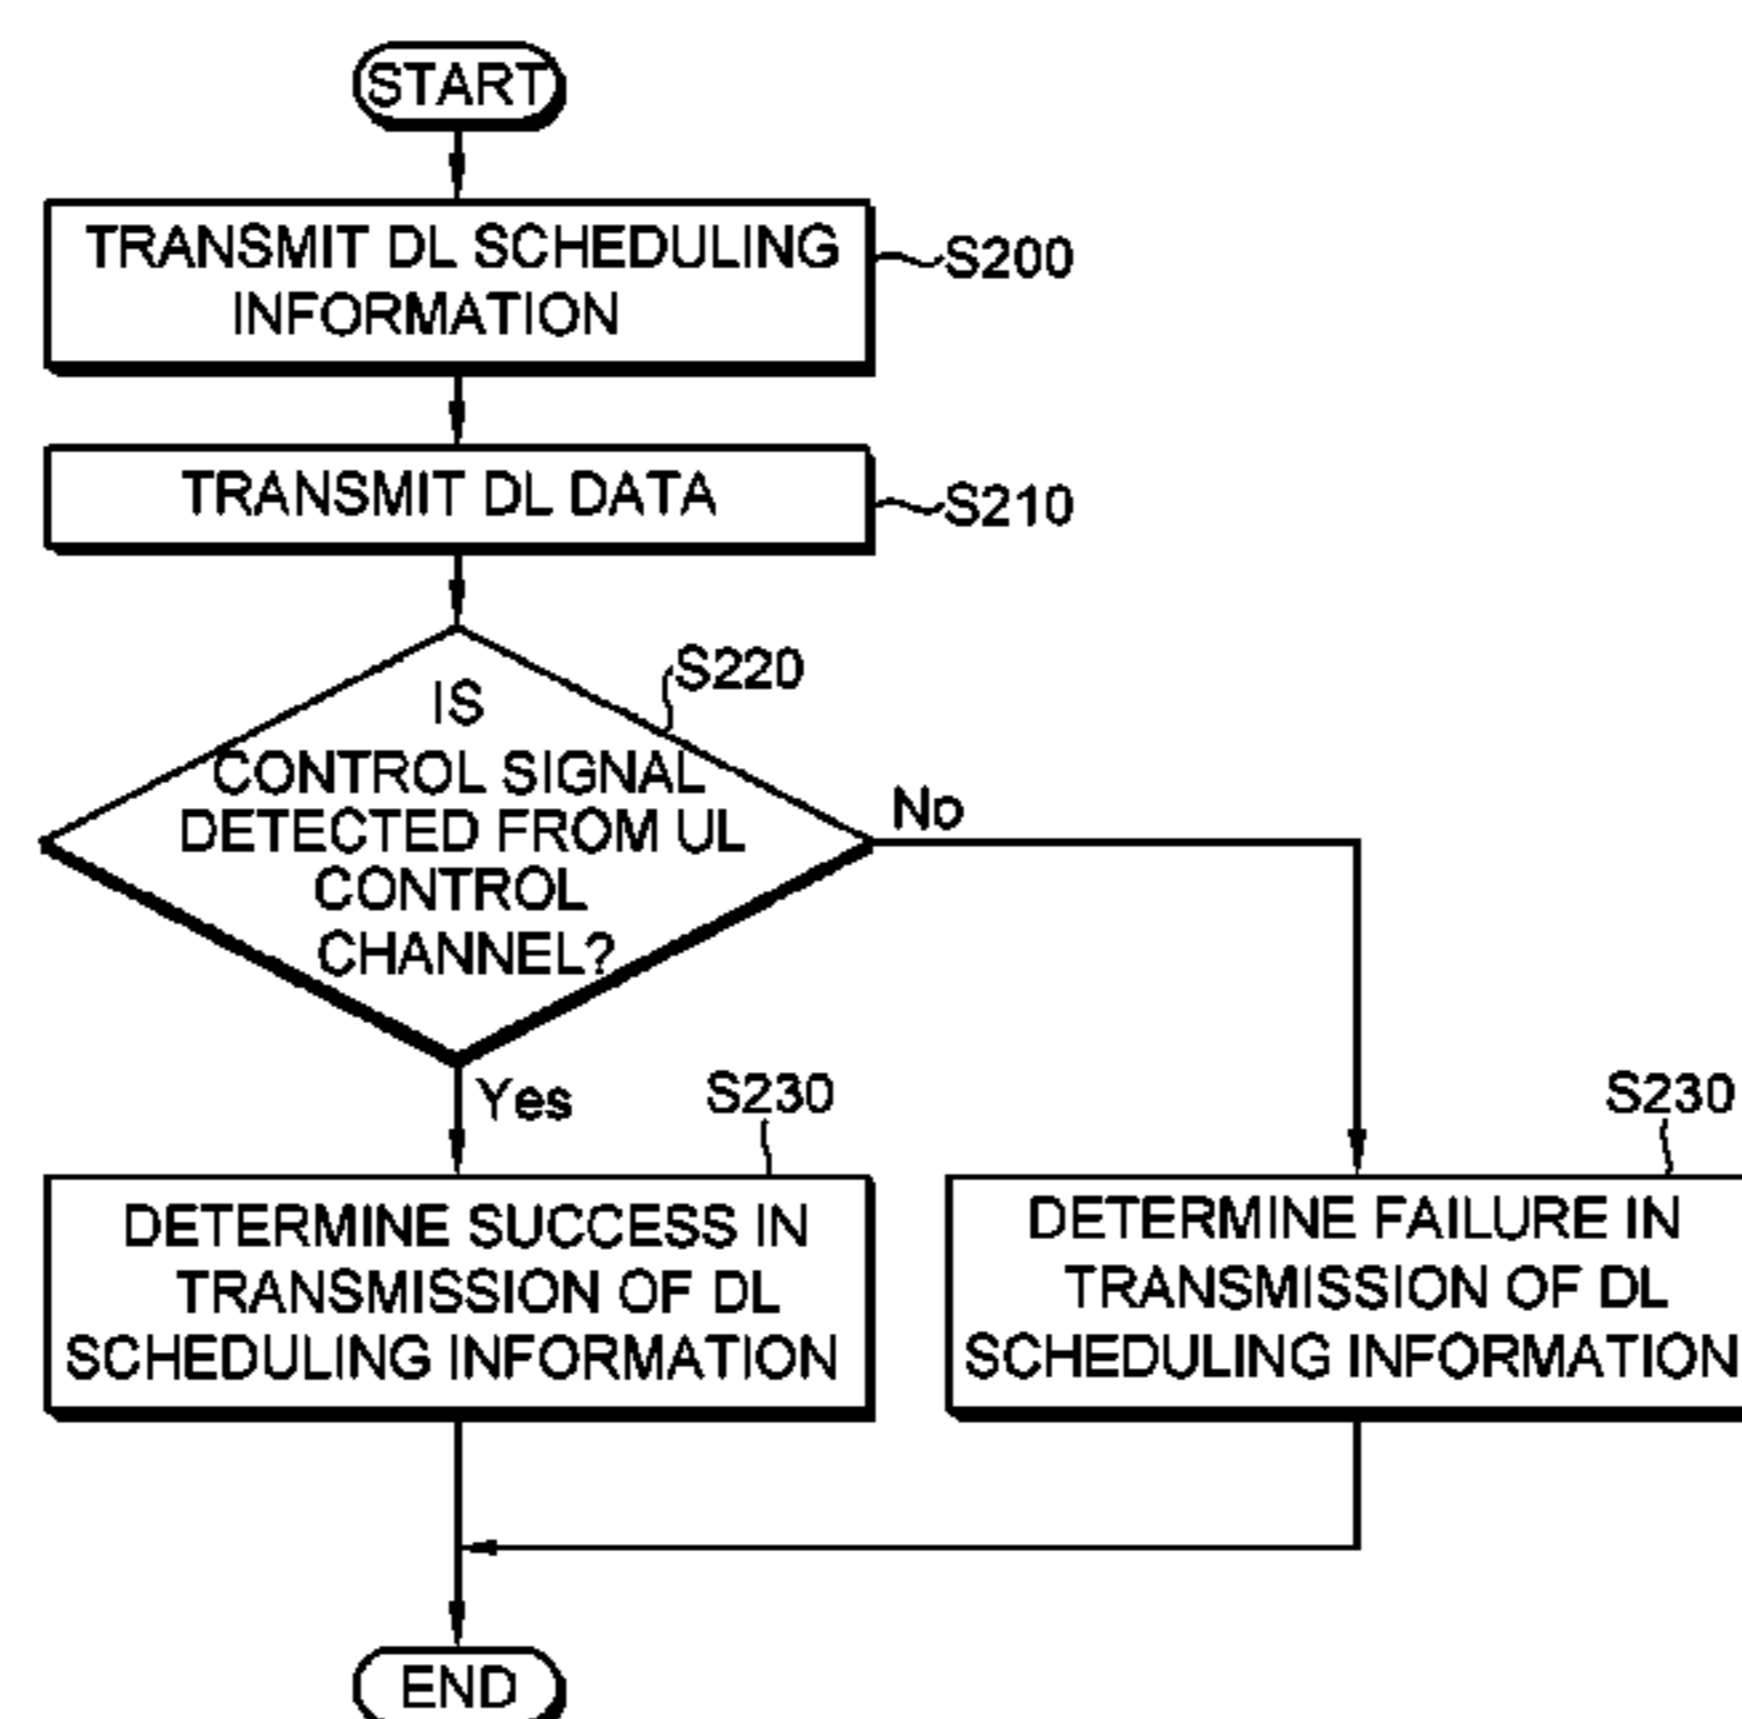 START
TRANSMIT DL SCHEDULING
INFORMATION
S200
TRANSMIT DL DATA
S210
S220
IS
CONTROL SIGNAL
DETECTED FROM UL
CONTROL
CHANNEL?
No
Yes
S230
S230
DETERMINE SUCCESS IN
TRANSMISSION OF DL
SCHEDULING INFORMATION
DETERMINE FAILURE IN
TRANSMISSION OF DL
SCHEDULING INFORMATION
END